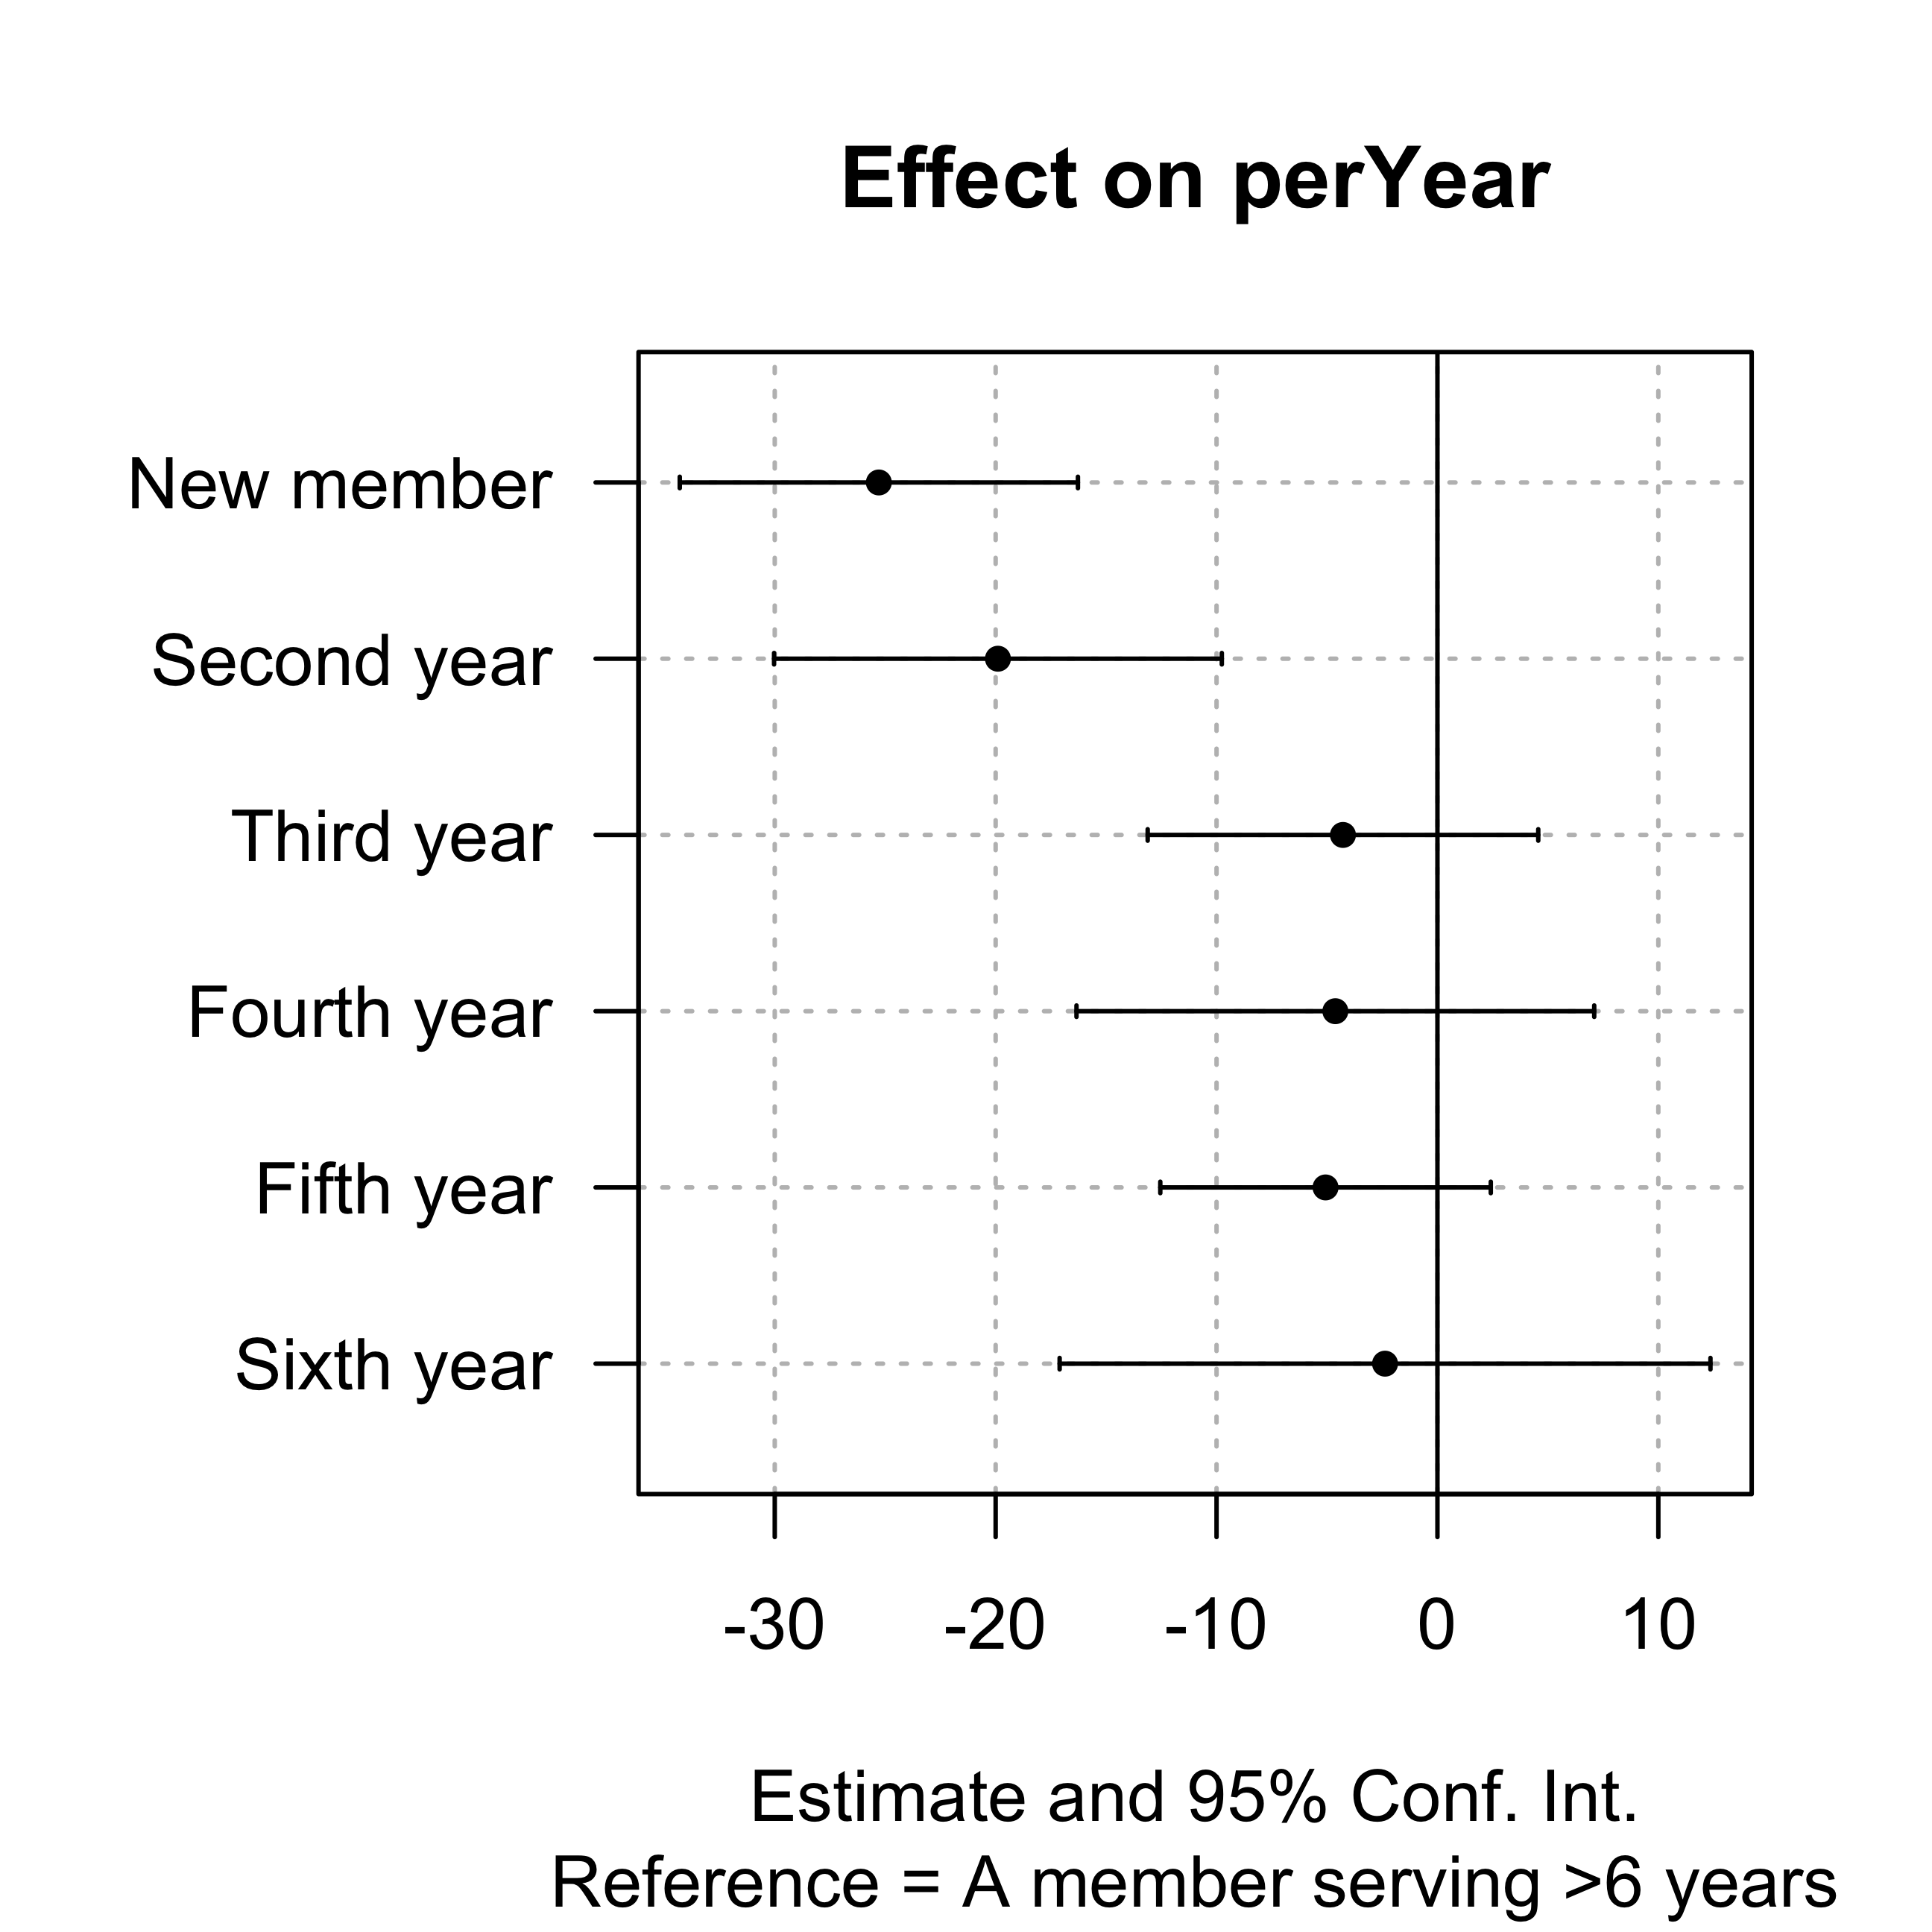 Effect on perYear
New member
Second year
Third year
Fourth year
Fifth year
Sixth year
-30 -20 -10 0 10
Estimate and 95% Conf. Int.
Reference = A member serving >6 years